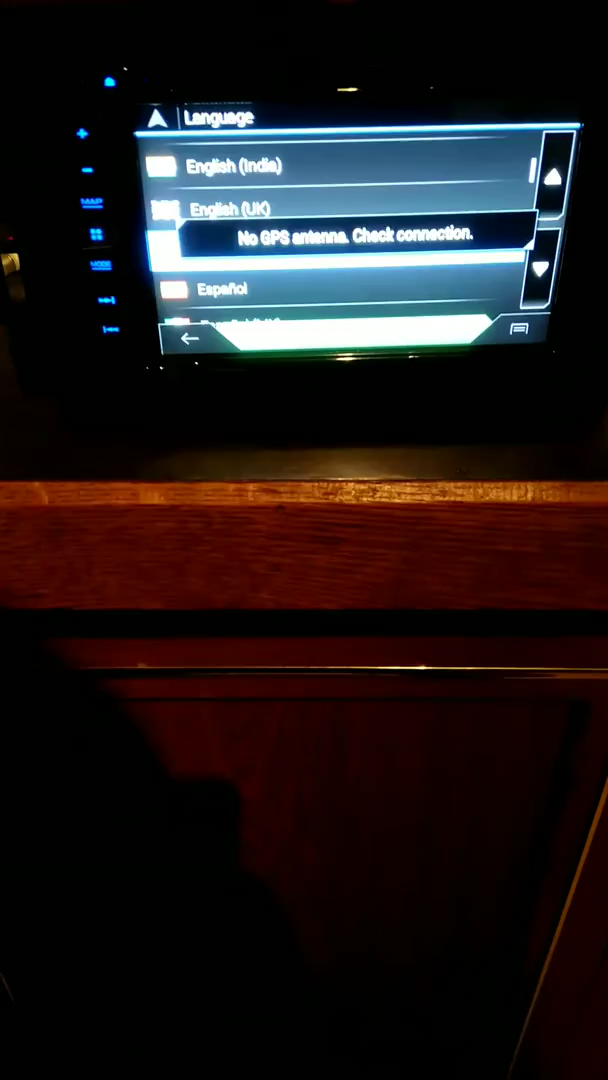 Language
English (India)
English (UK)
No GPS antenna. Check connection.
Español
MAP
MODE